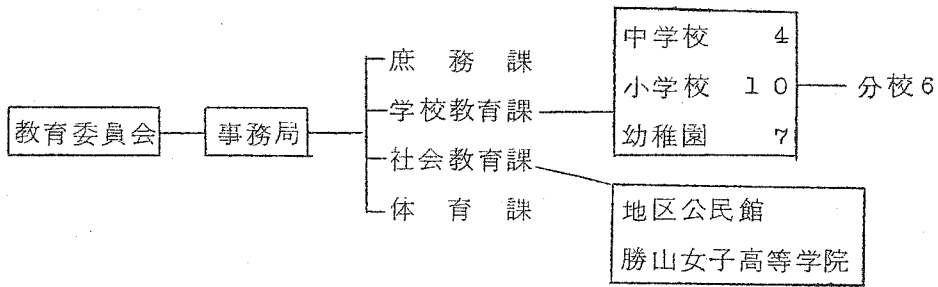 教育委員会
事務局
庶務課
学校教育課
社会教育課
体育課
中学校 4
小学校 10
幼稚園 7
分校6
地区公民館
勝山女子高等学院